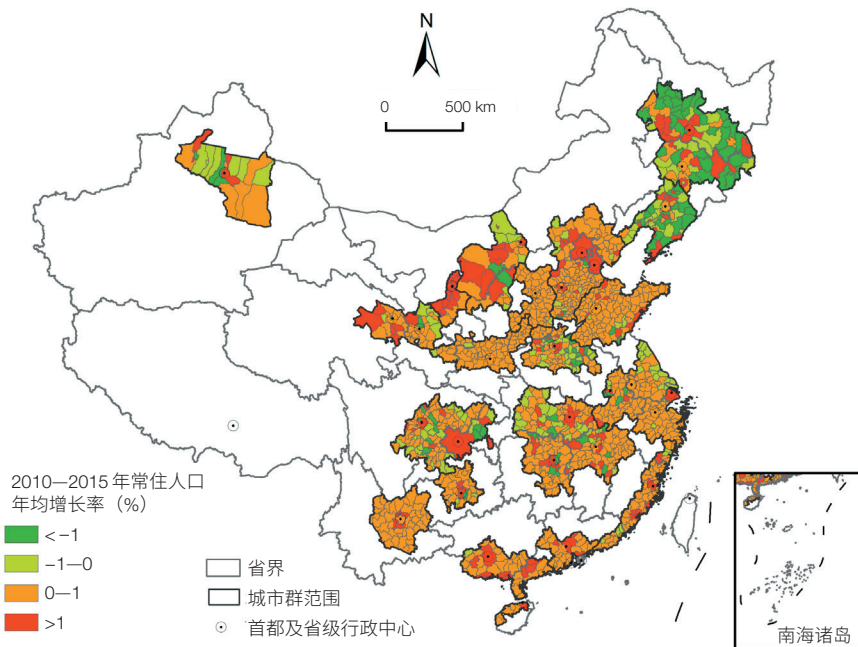 N
0 500 km
2010—2015 年常住人口
年均增长率（%）
<-1
-1—0
0—1
>1
省界
城市群范围
首都及省级行政中心
南海诸岛